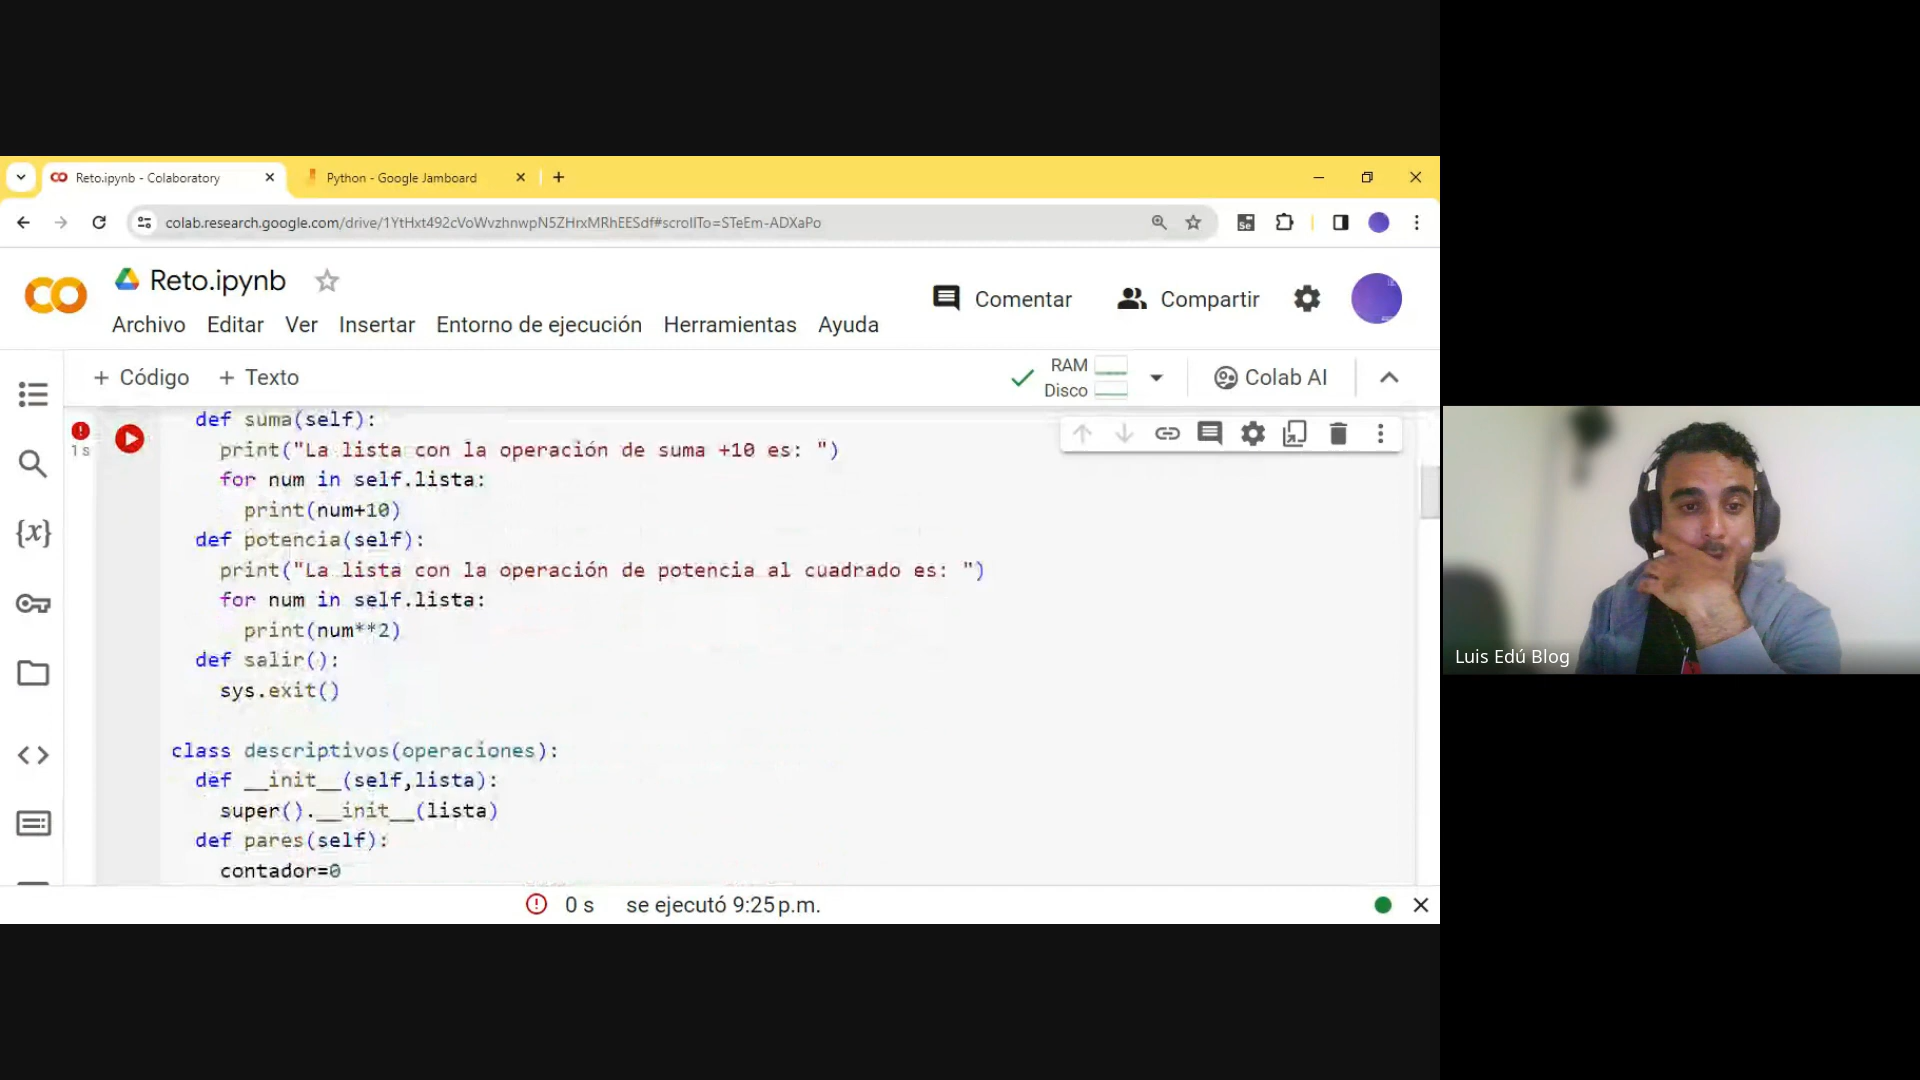 Reto.ipynb - Colaboratory
Python - Google Jamboard
colab.research.google.com/drive/1YtHxt492cVoWvzhnwpN5ZHrxMRhEESdf#scrollTo=STeEm-ADXaPo
Se
Reto.ipynb
Comentar
Compartir
Archivo Editar Ver Insertar Entorno de ejecución Herramientas Ayuda
+ Código + Texto
RAM
Disco
Colab AI
1 s
def suma(self):
print("La lista con la operación de suma +10 es: ")
for num in self.lista:
print(num+10)
def potencia(self):
print("La lista con la operación de potencia al cuadrado es: ")
for num in self.lista:
print(num**2)
def salir():
sys.exit()
class descriptivos(operaciones):
def __init__(self,lista):
super().__init__(lista)
def pares(self):
contador=0
0 s se ejecutó 9:25 p.m.
Luis Edú Blog